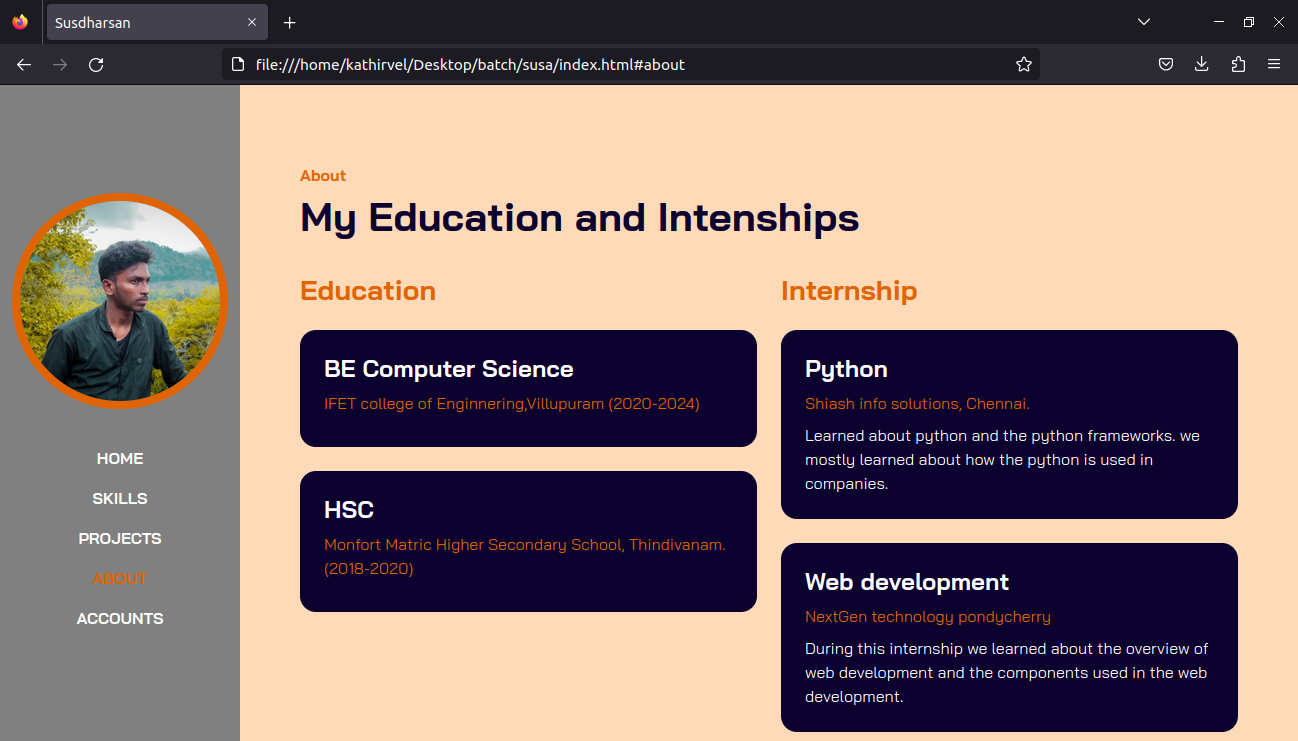 Susdharsan
file:///home/kathirvel/Desktop/batch/susa/index.html#about
HOME
SKILLS
PROJECTS
ABOUT
ACCOUNTS
About
My Education and Intenships
Education
BE Computer Science
IFET college of Enginnering,Villupuram (2020-2024)
HSC
Monfort Matric Higher Secondary School, Thindivanam.
(2018-2020)
Internship
Python
Shiash info solutions, Chennai.
Learned about python and the python frameworks. we
mostly learned about how the python is used in
companies.
Web development
NextGen technology pondycherry
During this internship we learned about the overview of
web development and the components used in the web
development.